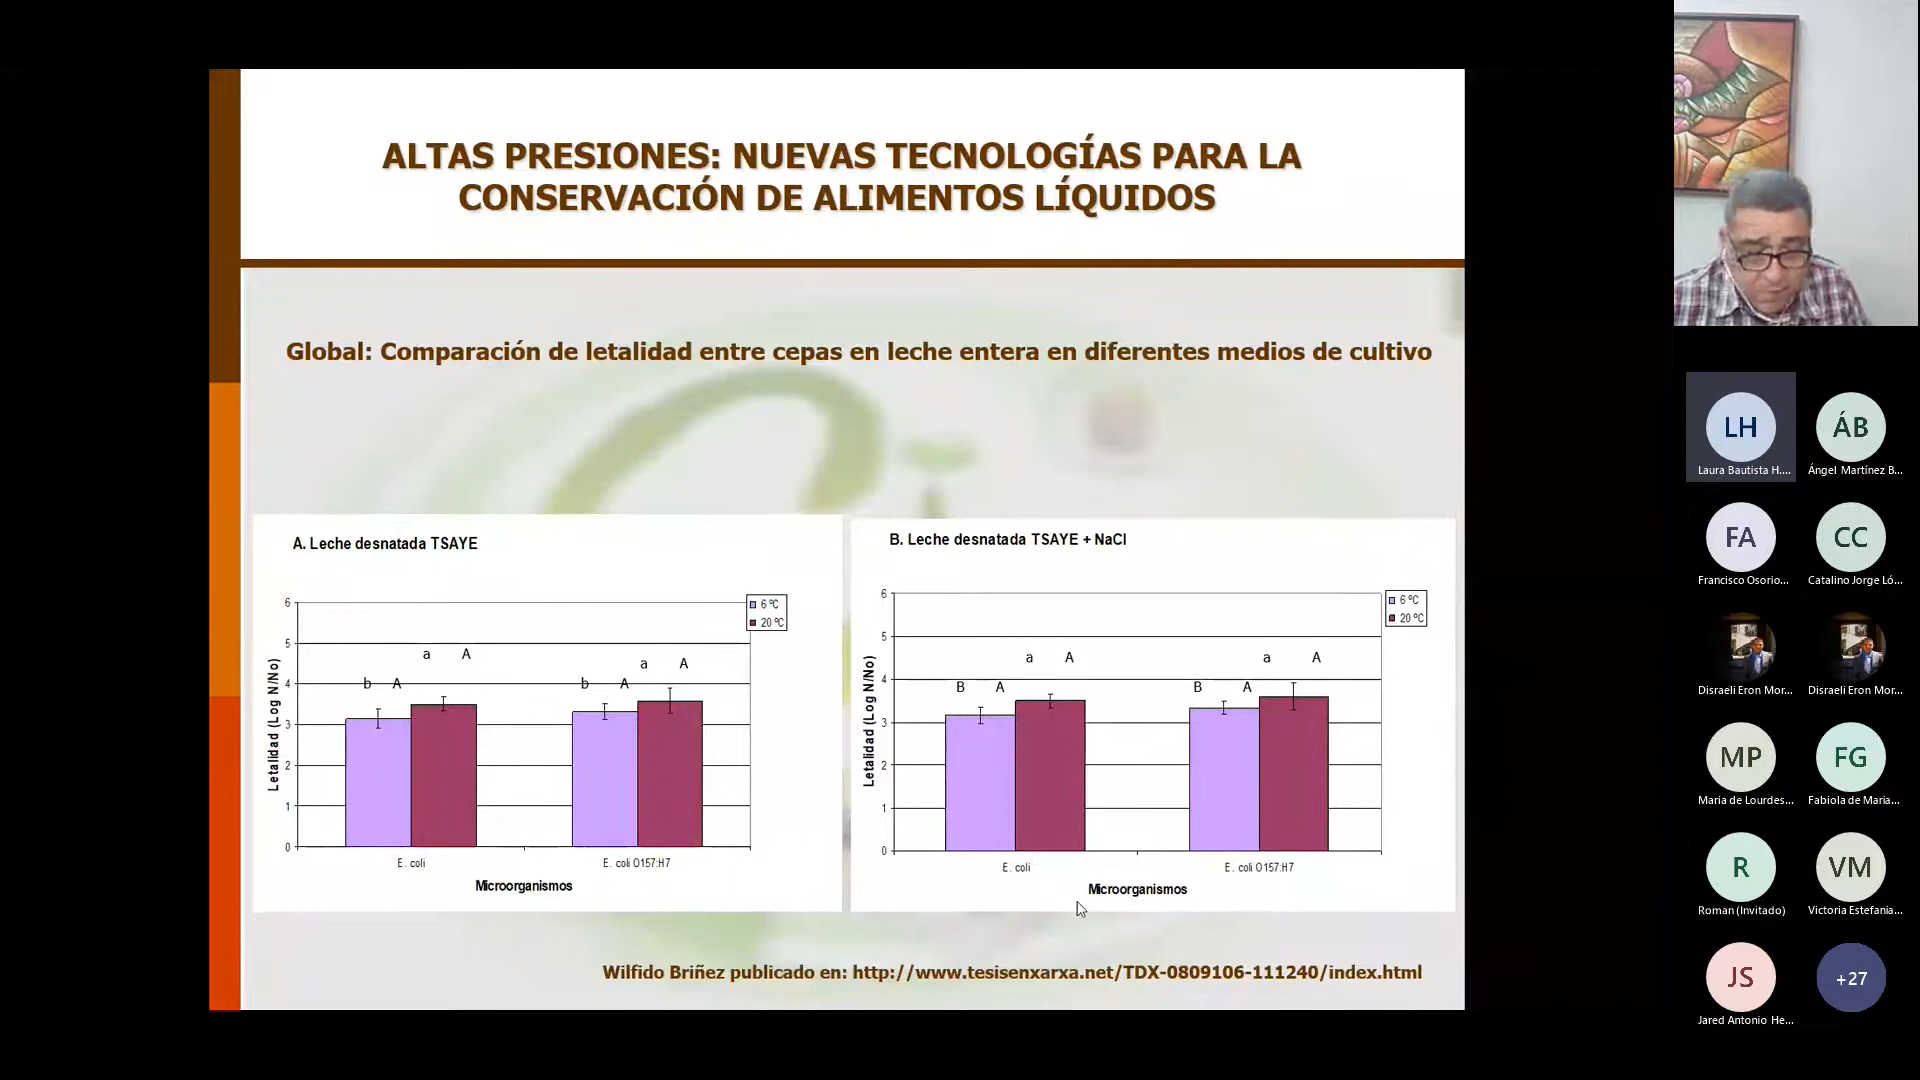 ALTAS PRESIONES: NUEVAS TECNOLOGÍAS PARA LA
CONSERVACIÓN DE ALIMENTOS LÍQUIDOS
Global: Comparación de letalidad entre cepas en leche entera en diferentes medios de cultivo
A. Leche desnatada TSAYE
6 ºC
20 ºC
Letalidad (Log N/No)
6
5
4
3
2
1
0
a A
b A
a A
b A
E. coli
E. coli O157:H7
Microorganismos
B. Leche desnatada TSAYE + NaCl
6 ºC
20 ºC
Letalidad (Log N/No)
6
5
4
3
2
1
0
a A
B A
a A
B A
E. coli
E. coli O157:H7
Microorganismos
Wilfido Briñez publicado en: http://www.tesisenxarxa.net/TDX-0809106-111240/index.html
LH
Laura Bautista H....
ÁB
Ángel Martínez B...
FA
Francisco Osorio...
CC
Catalino Jorge Ló...
Disraeli Eron Mor...
Disraeli Eron Mor...
MP
Maria de Lourdes...
FG
Fabiola de Maria...
R
Roman (Invitado)
VM
Victoria Estefania...
JS
Jared Antonio He...
+27